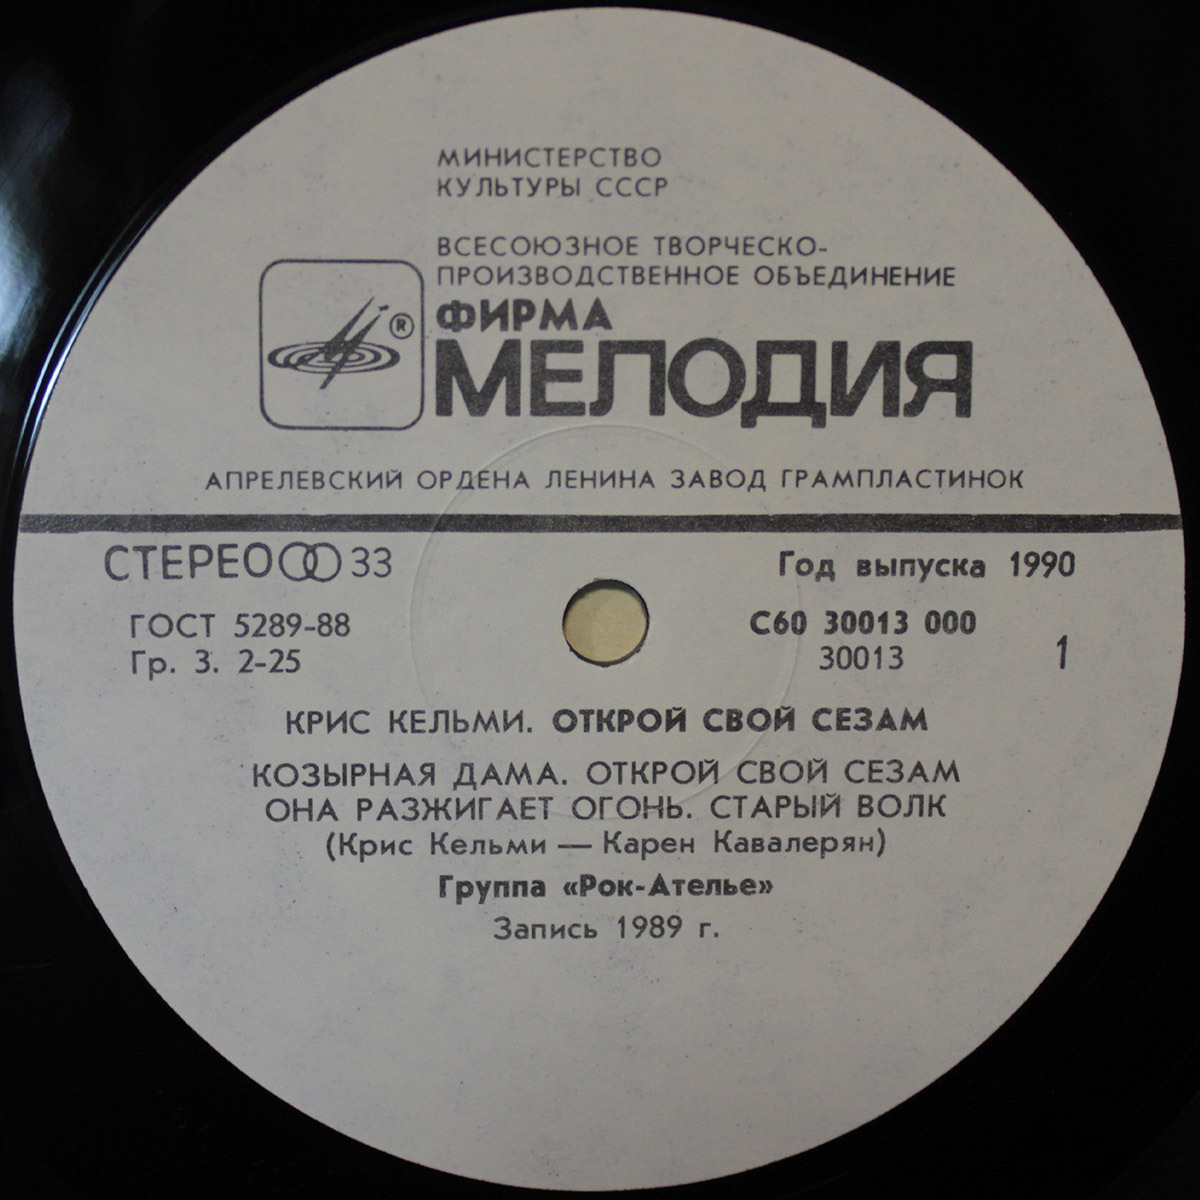 МИНИСТЕРСТВО
КУЛЬТУРЫ СССР
ВСЕСОЮЗНОЕ ТВОРЧЕСКО-
ПРОИЗВОДСТВЕННОЕ ОБЪЕДИНЕНИЕ
ФИРМА
®
МЕЛОДИЯ
АПРЕЛЕВСКИЙ ОРДЕНА ЛЕНИНА ЗАВОД ГРАМПЛАСТИНОК
СТЕРЕО 33
Год выпуска 1990
ГОСТ 5289-88
С60 30013 000
Гр. 3. 2-25
30013
1
КРИС КЕЛЬМИ. ОТКРОЙ СВОЙ СЕЗАМ
КОЗЫРНАЯ ДАМА. ОТКРОЙ СВОЙ СЕЗАМ
ОНА РАЗЖИГАЕТ ОГОНЬ. СТАРЫЙ ВОЛК
(Крис Кельми — Карен Кавалерян)
Группа «Рок-Ателье»
Запись 1989 г.